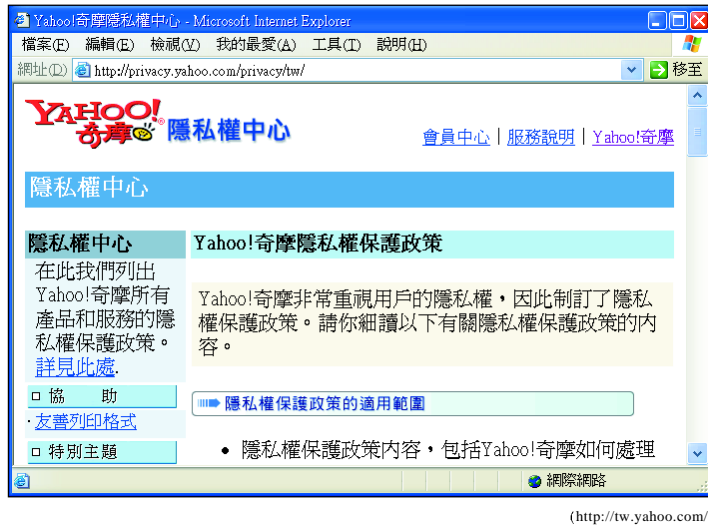 Yahoo!奇摩隱私權中心 - Microsoft Internet Explorer
檔案(F) 編輯(E) 檢視(V) 我的最愛(A) 工具(T) 說明(H)
網址(D) http://privacy.yahoo.com/privacy/tw/ 移至
YAHOO!奇摩 隱私權中心
會員中心 | 服務說明 | Yahoo!奇摩
隱私權中心
隱私權中心
在此我們列出
Yahoo!奇摩所有
產品和服務的隱
私權保護政策。
詳見此處.
協 助
·友善列印格式
特別主題
Yahoo!奇摩隱私權保護政策
Yahoo!奇摩非常重視用戶的隱私權，因此制訂了隱私
權保護政策。請你細讀以下有關隱私權保護政策的內
容。
隱私權保護政策的適用範圍
• 隱私權保護政策內容，包括Yahoo!奇摩如何處理
網際網路
(http://tw.yahoo.com/